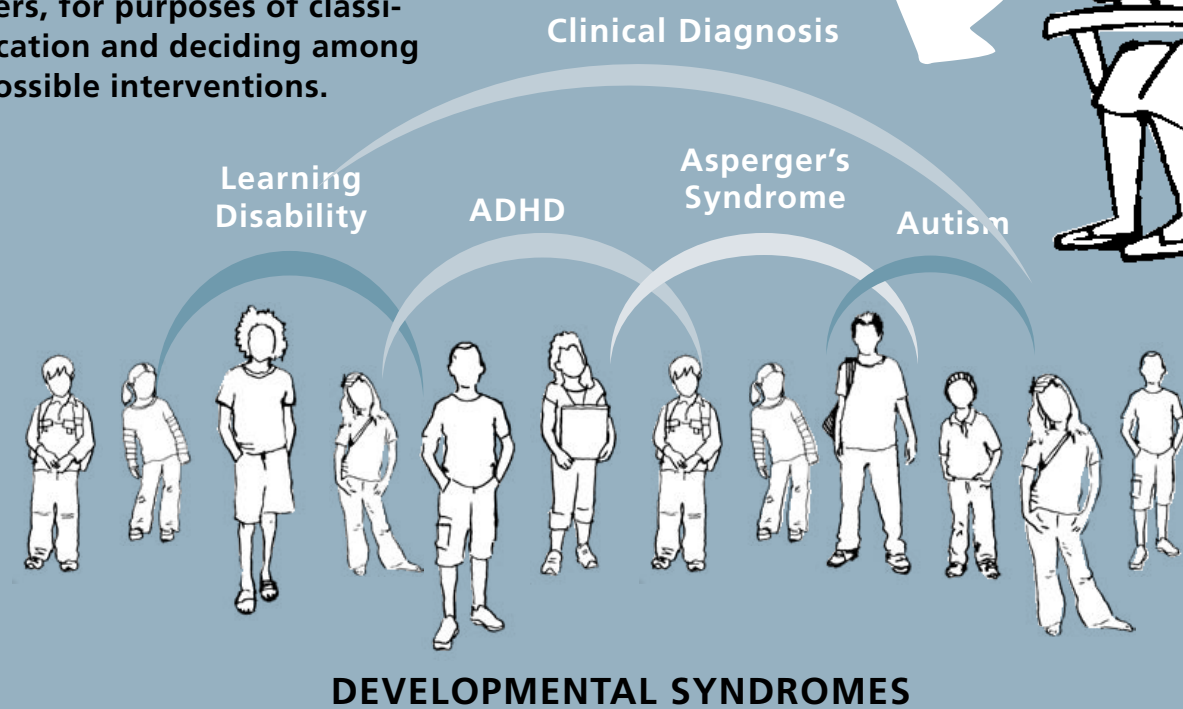 ers, for purposes of classi-
cation and deciding among
ossible interventions.
Clinical Diagnosis
Learning
Disability
ADHD
Asperger’s
Syndrome
Autism
DEVELOPMENTAL SYNDROMES